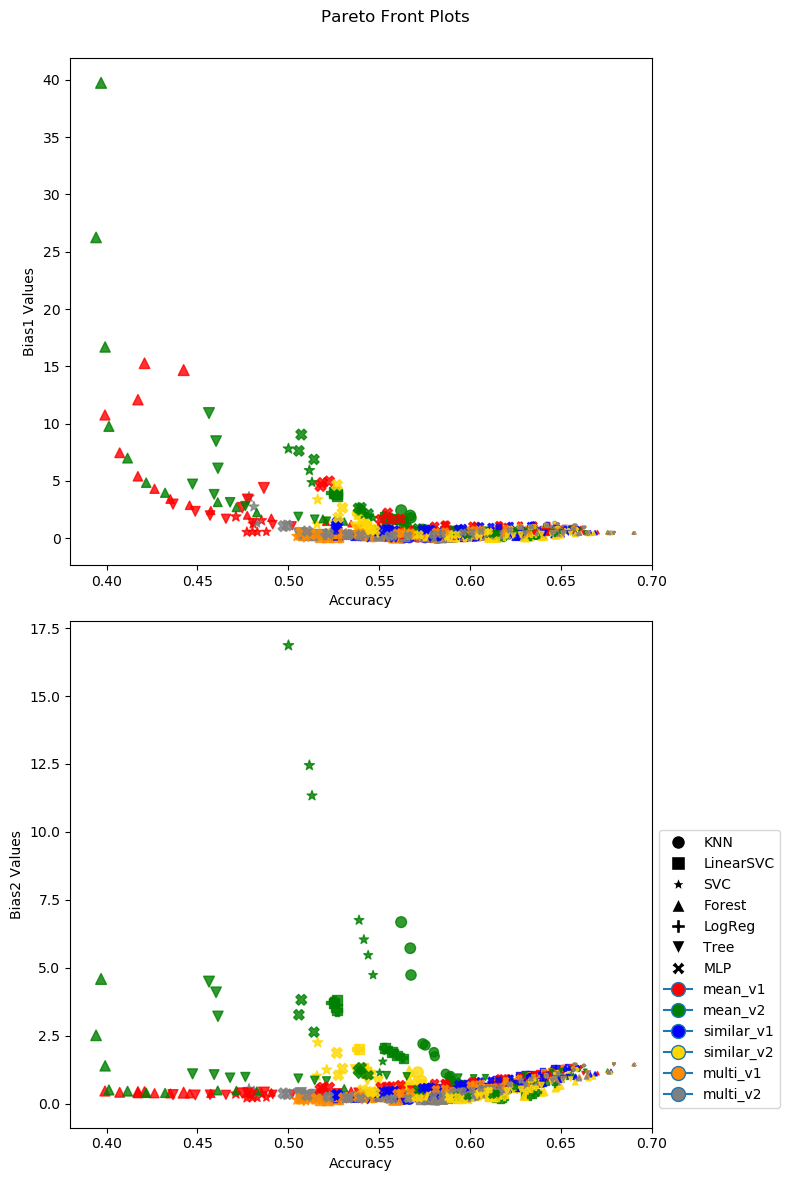 Pareto Front Plots
40
35
30
25
20
15
10
5
0
Bias1 Values
0.40 0.45 0.50 0.55 0.60 0.65 0.70
Accuracy
17.5
15.0
12.5
10.0
7.5
5.0
2.5
0.0
Bias2 Values
0.40 0.45 0.50 0.55 0.60 0.65 0.70
Accuracy
KNN
LinearSVC
SVC
Forest
LogReg
Tree
MLP
mean_v1
mean_v2
similar_v1
similar_v2
multi_v1
multi_v2